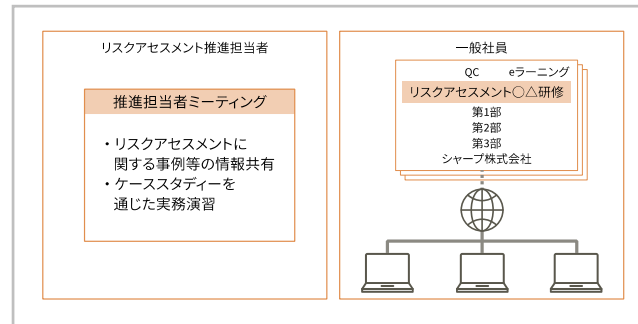 リスクアセスメント推進担当者
推進担当者ミーティング
・リスクアセスメントに
関する事例等の情報共有
・ケーススタディーを
通じた実務演習
一般社員
QC eラーニング
リスクアセスメント○△研修
第1部
第2部
第3部
シャープ株式会社